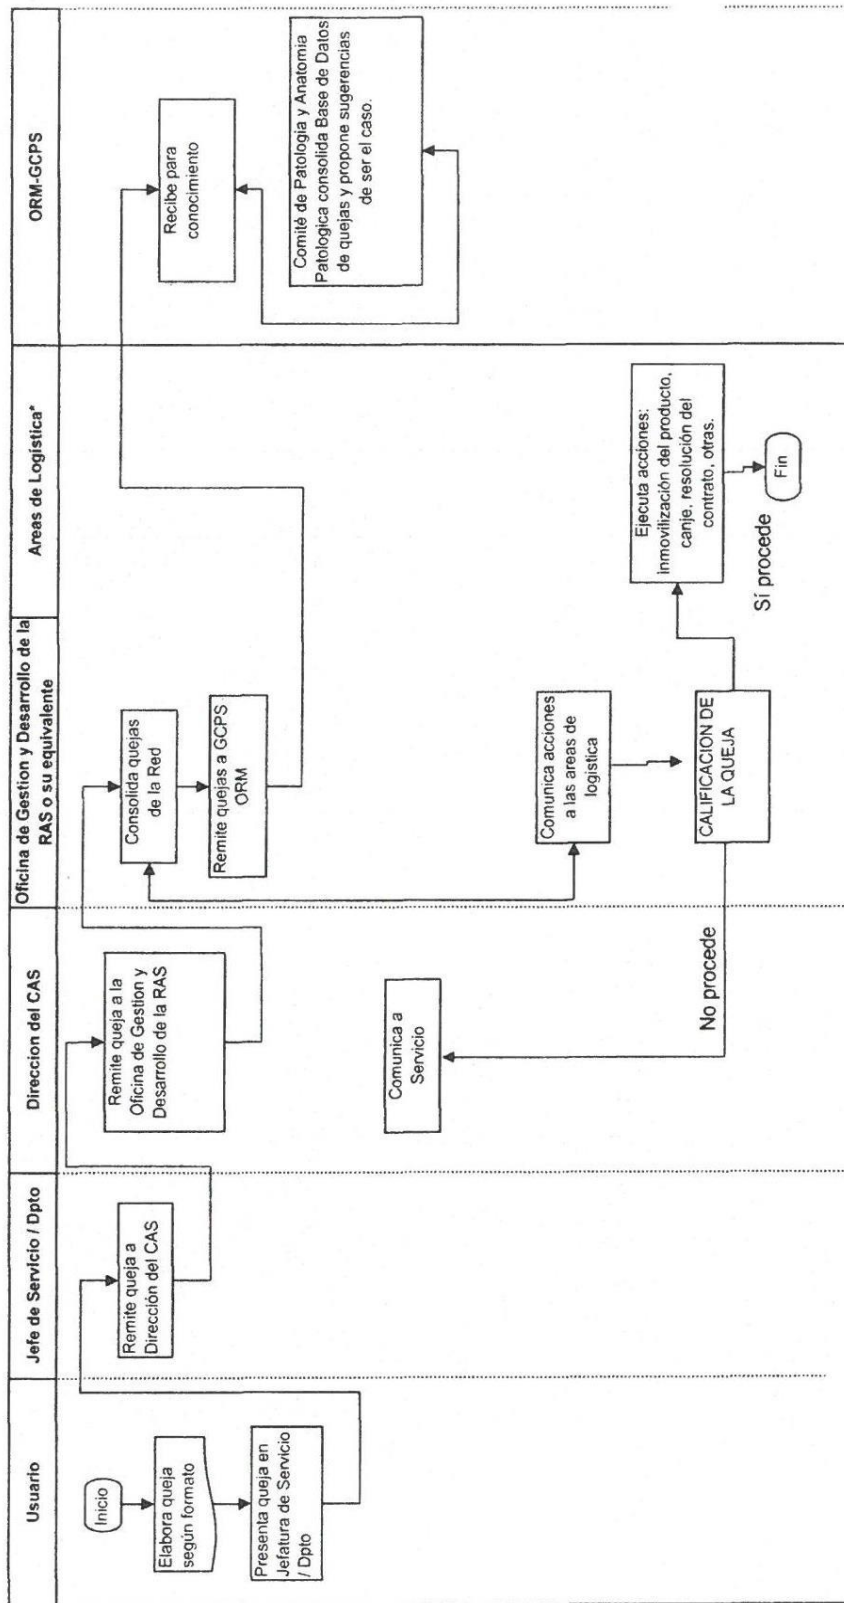 Usuario
Jefe de Servicio / Dpto
Direccion del CAS
Oficina de Gestion y Desarrollo de la
RAS o su equivalente
Areas de Logística*
ORM-GCPS
Inicio
Elabora queja
según formato
Presenta queja en
Jefatura de Servicio
/ Dpto
Remite queja a
Dirección del CAS
Remite queja a la
Oficina de Gestion y
Desarrollo de la RAS
Comunica a
Servicio
No procede
Consolida quejas
de la Red
Remite quejas a GCPS
ORM
Comunica acciones
a las areas de
logistica
CALIFICACION DE
LA QUEJA
Ejecuta acciones:
inmovilización del producto,
canje, resolución del
contrato, otras.
Sí procede
Fin
Recibe para
conocimiento
Comité de Patologia y Anatomia
Patologica consolida Base de Datos
de quejas y propone sugerencias
de ser el caso.